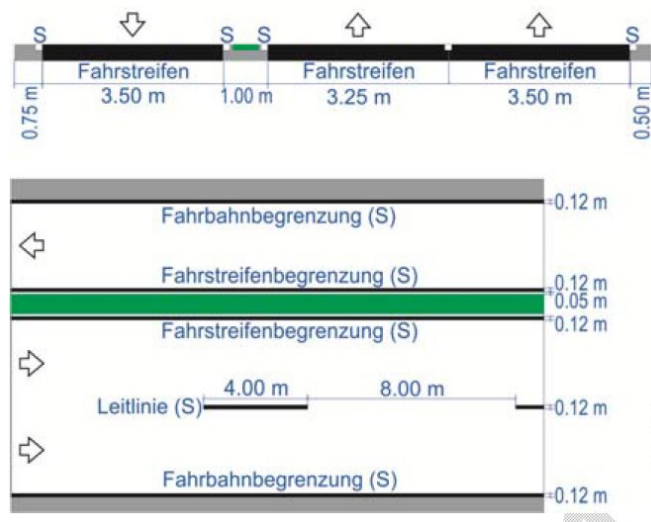 S S S S
Fahrstreifen Fahrstreifen Fahrstreifen
0.75 m 3.50 m 1.00 m 3.25 m 3.50 m 0.50 m
Fahrbahnbegrenzung (S) 0.12 m
Fahrstreifenbegrenzung (S) 0.12 m
0.05 m
Fahrstreifenbegrenzung (S) 0.12 m
4.00 m 8.00 m
Leitlinie (S) 0.12 m
Fahrbahnbegrenzung (S) 0.12 m